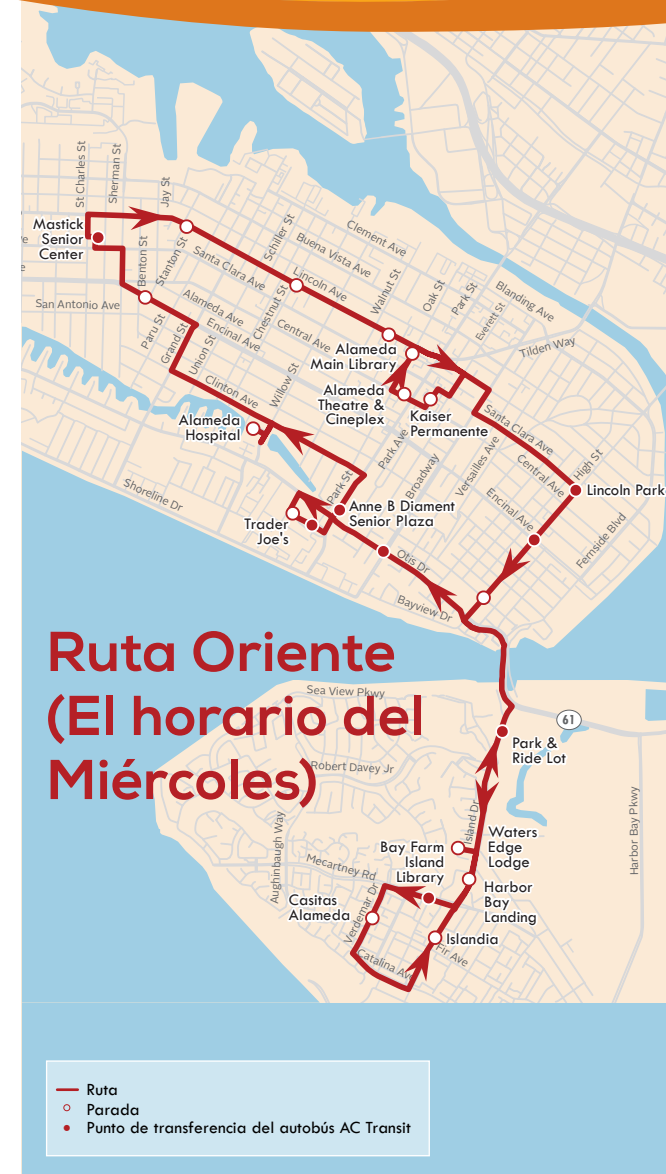 St Charles St
Sherman St
Jay St
Mastick
Senior
Center
Benton St
Stanton St
Schiller St
Clement Ave
Buena Vista Ave
Santa Clara Ave
Lincoln Ave
Chestnut St
Walnut St
Oak St
Park St
Everett St
Blanding Ave
Tilden Way
San Antonio Ave
Alameda Ave
Encinal Ave
Central Ave
Paru St
Grand St
Union St
Willow St
Clinton Ave
Alameda
Main Library
Alameda
Theatre &
Cineplex
Kaiser
Permanente
Alameda
Hospital
Park Ave
Broadway
Versailles Ave
Santa Clara Ave
Central Ave
Encinal Ave
High St
Lincoln Park
Fernside Blvd
Shoreline Dr
Park St
Anne B Diament
Senior Plaza
Trader
Joe's
Otis Dr
Bayview Dr
Ruta Oriente
(El horario del
Miércoles)
Sea View Pkwy
61
Park &
Ride Lot
Robert Davey Jr
Harbor Bay Pkwy
Island Dr
Aughinbaugh Way
Mecartney Rd
Bay Farm
Island
Library
Waters
Edge
Lodge
Harbor
Bay
Landing
Casitas
Alameda
Verdemar Dr
Islandia
Fir Ave
Catalina Av
Ruta
Parada
Punto de transferencia del autobús AC Transit